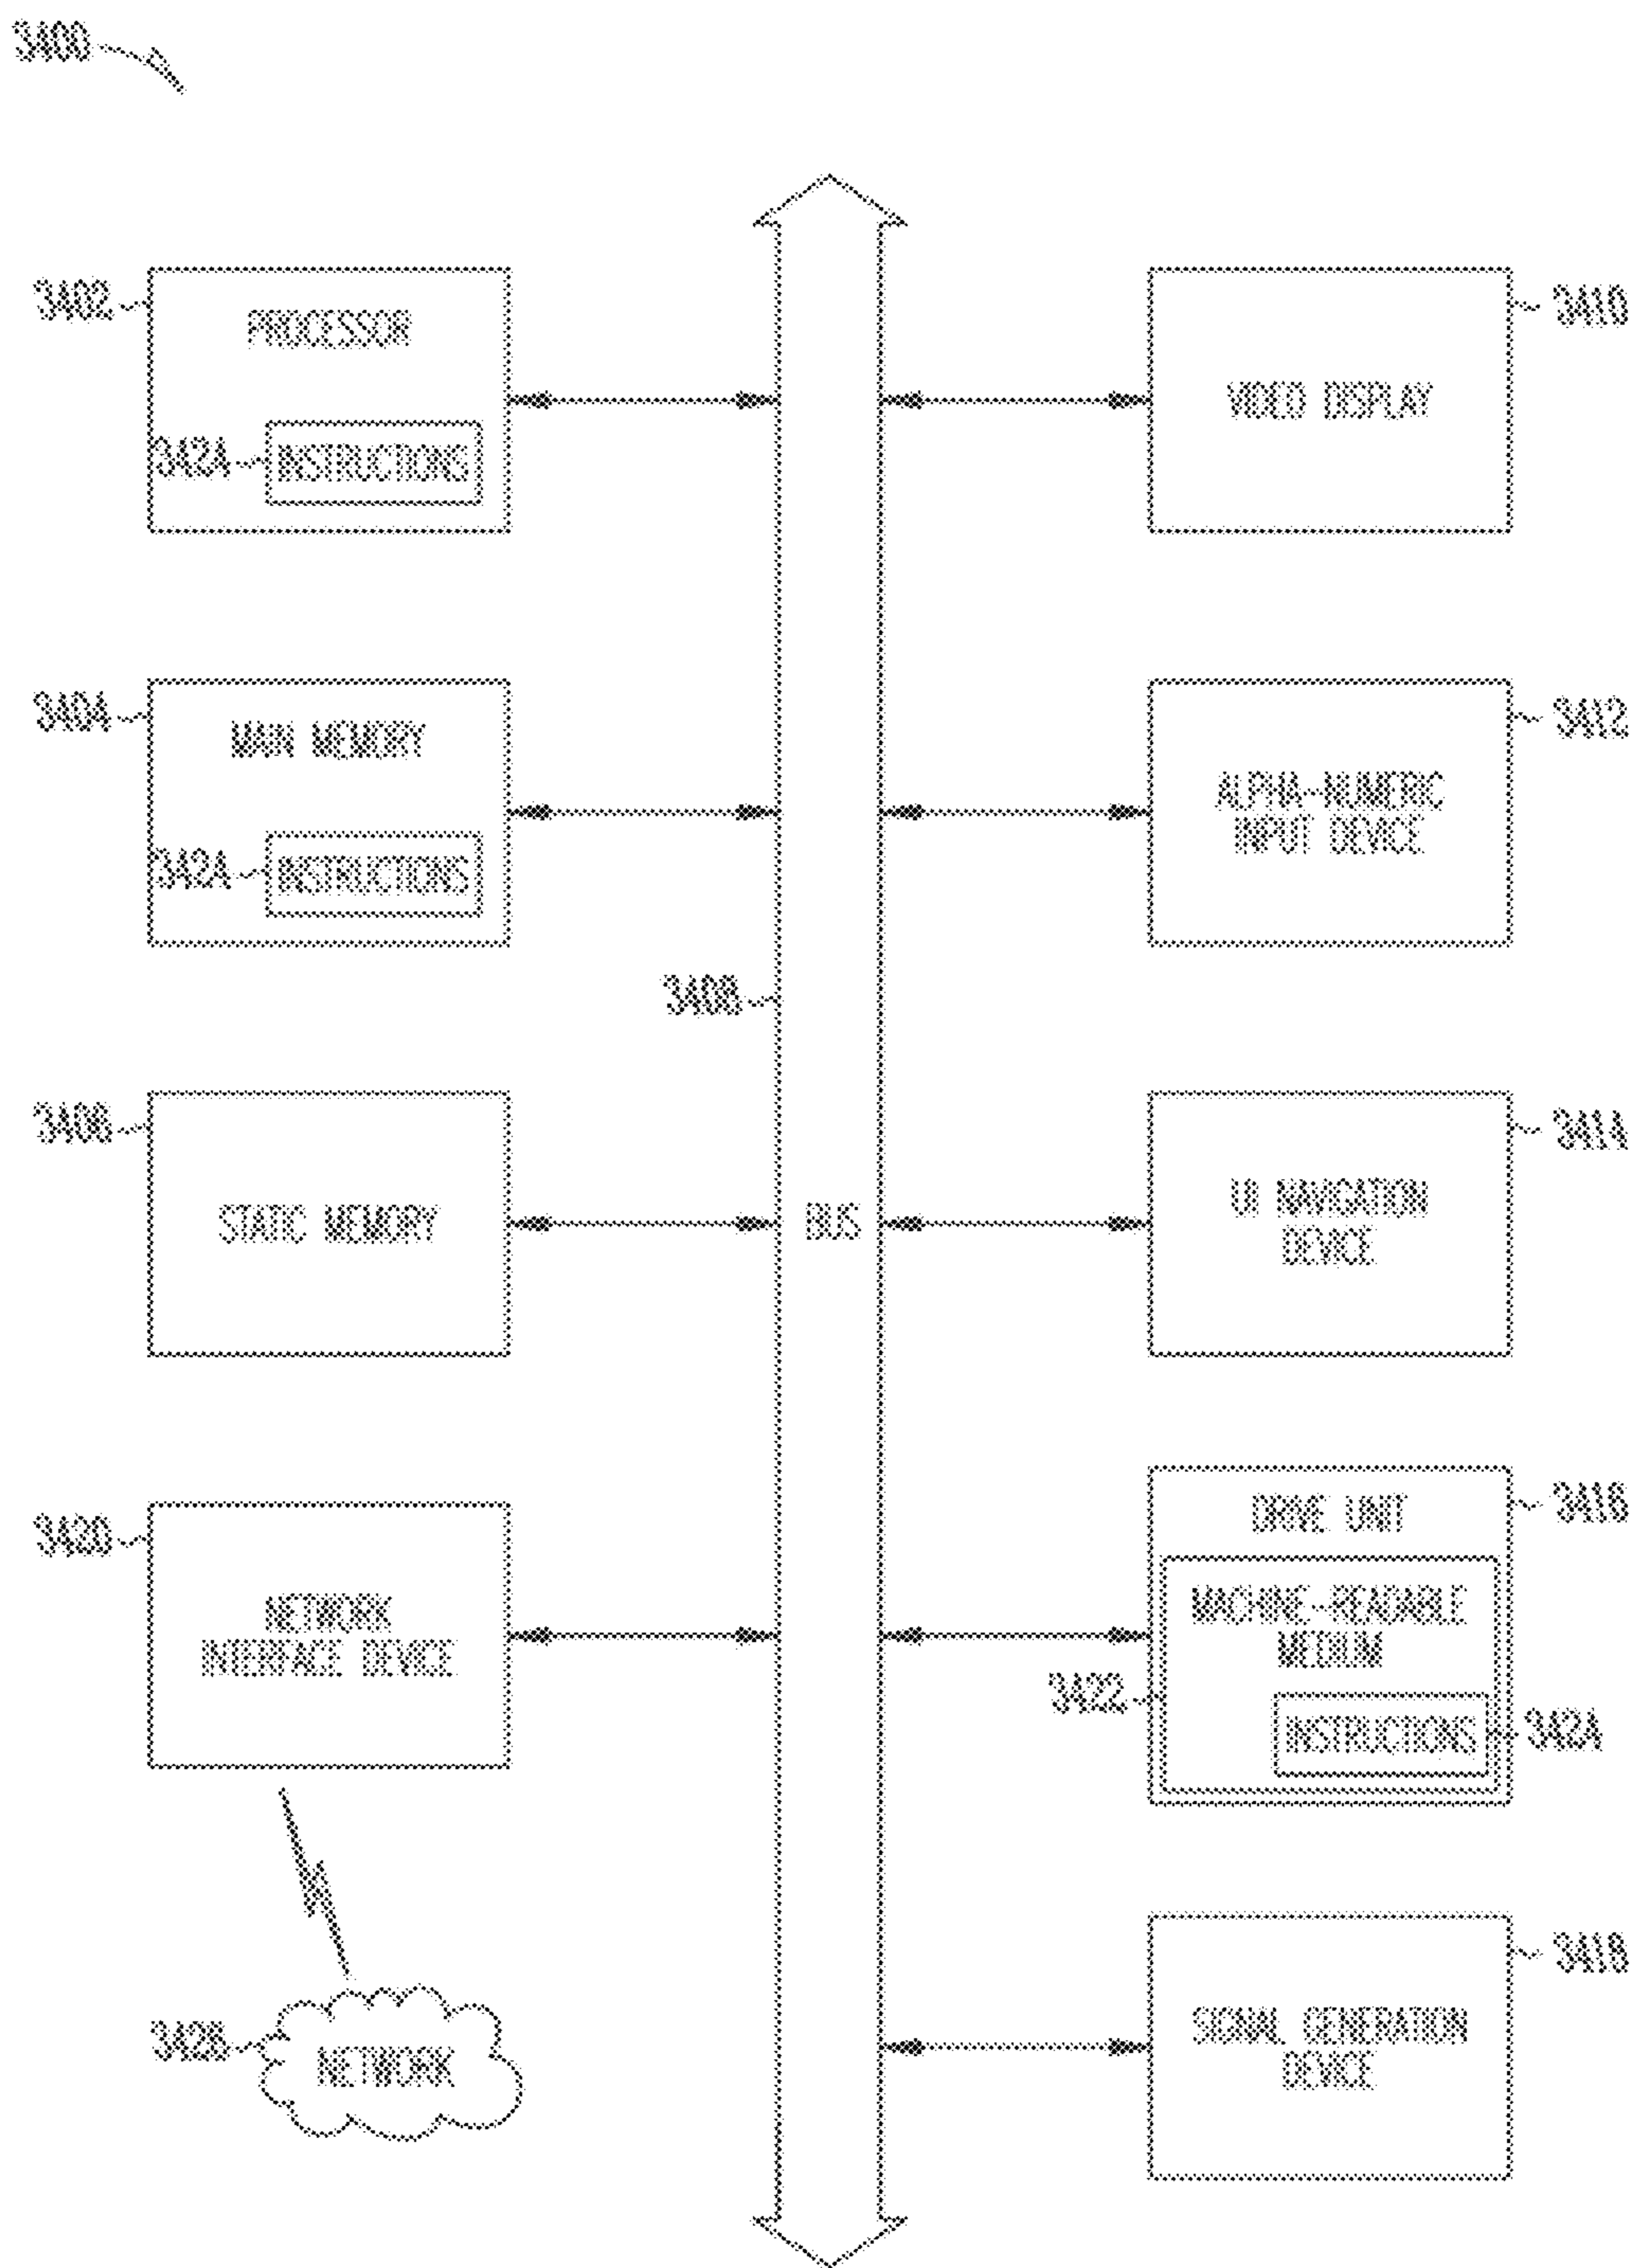 3400
3402
PROCESSOR
3424
INSTRUCTIONS
3404
MAIN MEMORY
3424
INSTRUCTIONS
3408
3406
STATIC MEMORY
BUS
3420
NETWORK
INTERFACE DEVICE
3426
NETWORK
3410
VIDEO DISPLAY
3412
ALPHA-NUMERIC
INPUT DEVICE
3414
UI NAVIGATION
DEVICE
3416
DRIVE UNIT
MACHINE-READABLE
MEDIUM
3422
INSTRUCTIONS
3424
3418
SIGNAL GENERATION
DEVICE